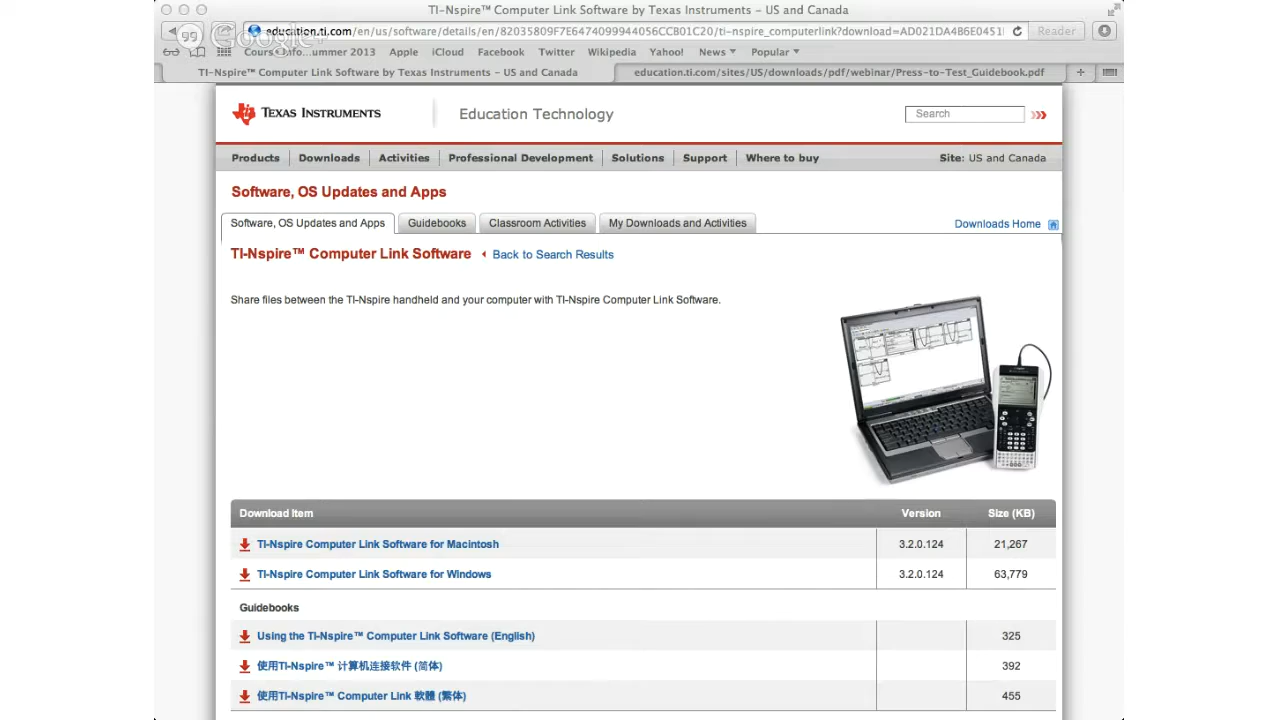 TI-Nspire™ Computer Link Software by Texas Instruments – US and Canada
education.ti.com/en/us/software/details/en/82035809F7E6474099944056CCB01C20/ti-nspire_computerlink?download=AD021DA4B6E0451
Reader
Google+
Apple iCloud Facebook Twitter Wikipedia Yahoo! News Popular
TI-Nspire™ Computer Link Software by Texas Instruments – US and Canada
education.ti.com/sites/US/downloads/pdf/webinar/Press-to-Test_Guidebook.pdf
TEXAS INSTRUMENTS
Education Technology
Search
Products Downloads Activities Professional Development Solutions Support Where to buy Site: US and Canada
Software, OS Updates and Apps
Software, OS Updates and Apps Guidebooks Classroom Activities My Downloads and Activities Downloads Home
TI-Nspire™ Computer Link Software Back to Search Results
Share files between the TI-Nspire handheld and your computer with TI-Nspire Computer Link Software.
Download Item Version Size (KB)
TI-Nspire Computer Link Software for Macintosh 3.2.0.124 21,267
TI-Nspire Computer Link Software for Windows 3.2.0.124 63,779
Guidebooks
Using the TI-Nspire™ Computer Link Software (English) 325
使用TI-Nspire™ 计算机连接软件 (简体) 392
使用TI-Nspire™ Computer Link 軟體 (繁体) 455